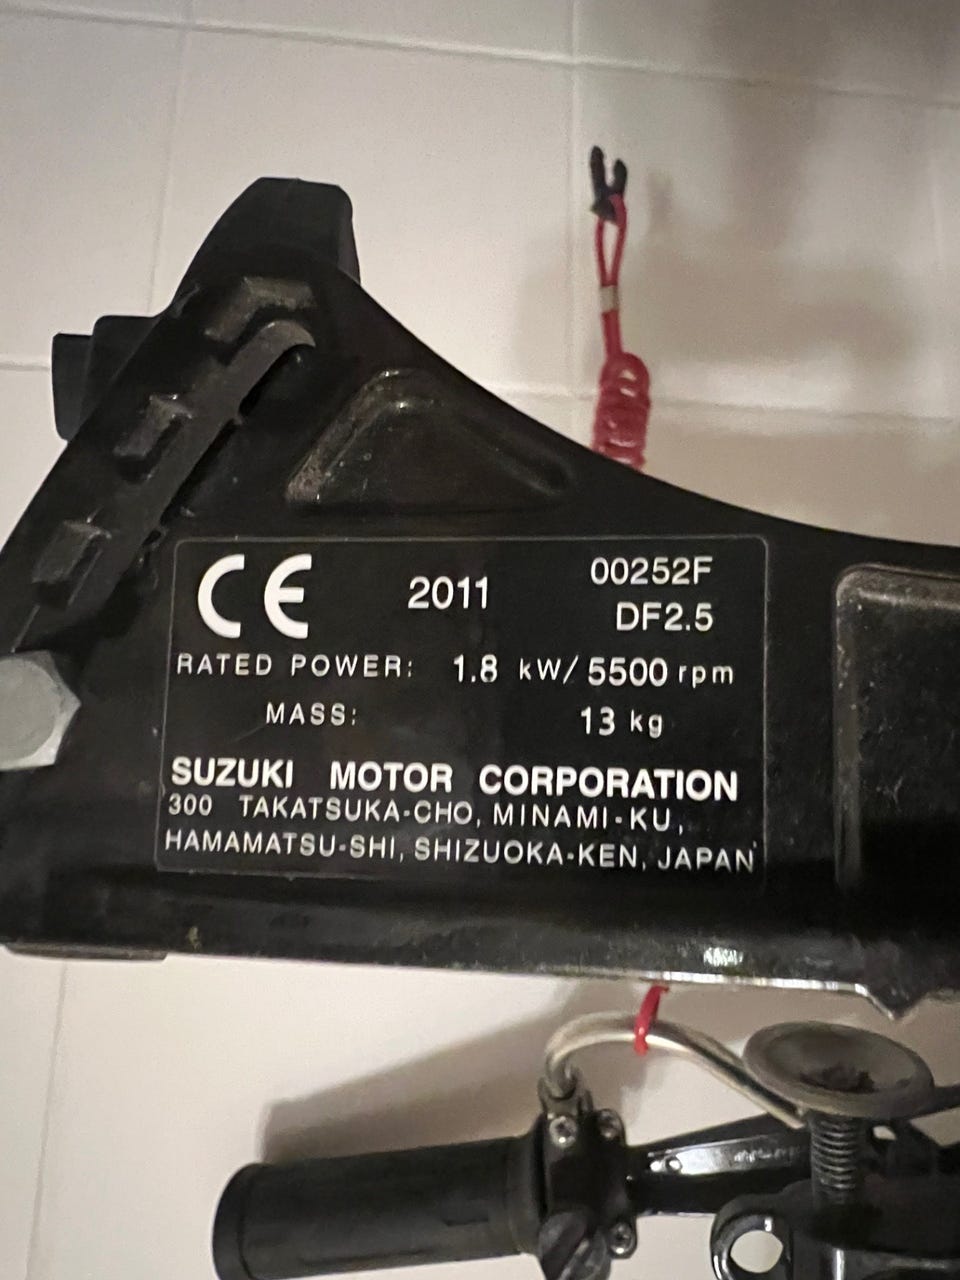 CE 2011 00252F
DF2.5
RATED POWER: 1.8 kW/5500 rpm
MASS: 13 kg
SUZUKI MOTOR CORPORATION
300 TAKATSUKA-CHO, MINAMI-KU,
HAMAMATSU-SHI, SHIZUOKA-KEN, JAPAN